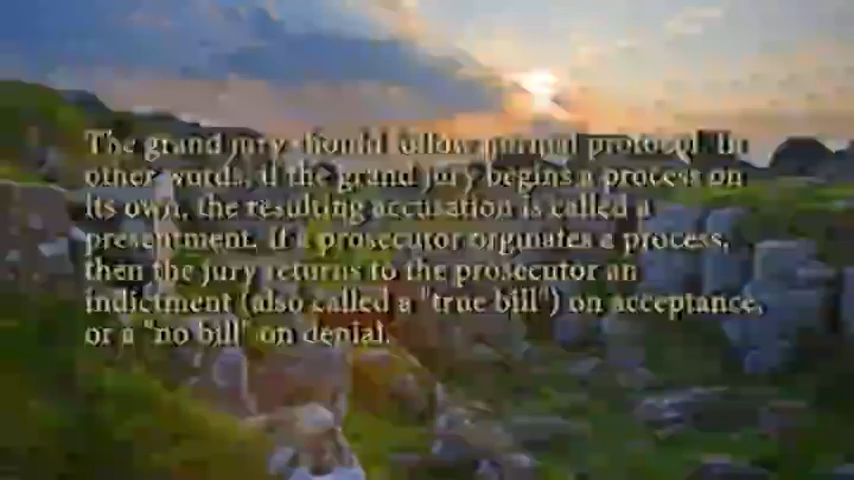 The grand jury should follow normal protocol. In
other words, if the grand jury begins a process on
its own, the resulting accusation is called a
presentment. If a prosecutor orginates a process,
then the jury returns to the prosecutor an
indictment (also called a "true bill") on acceptance,
or a "no bill" on denial.